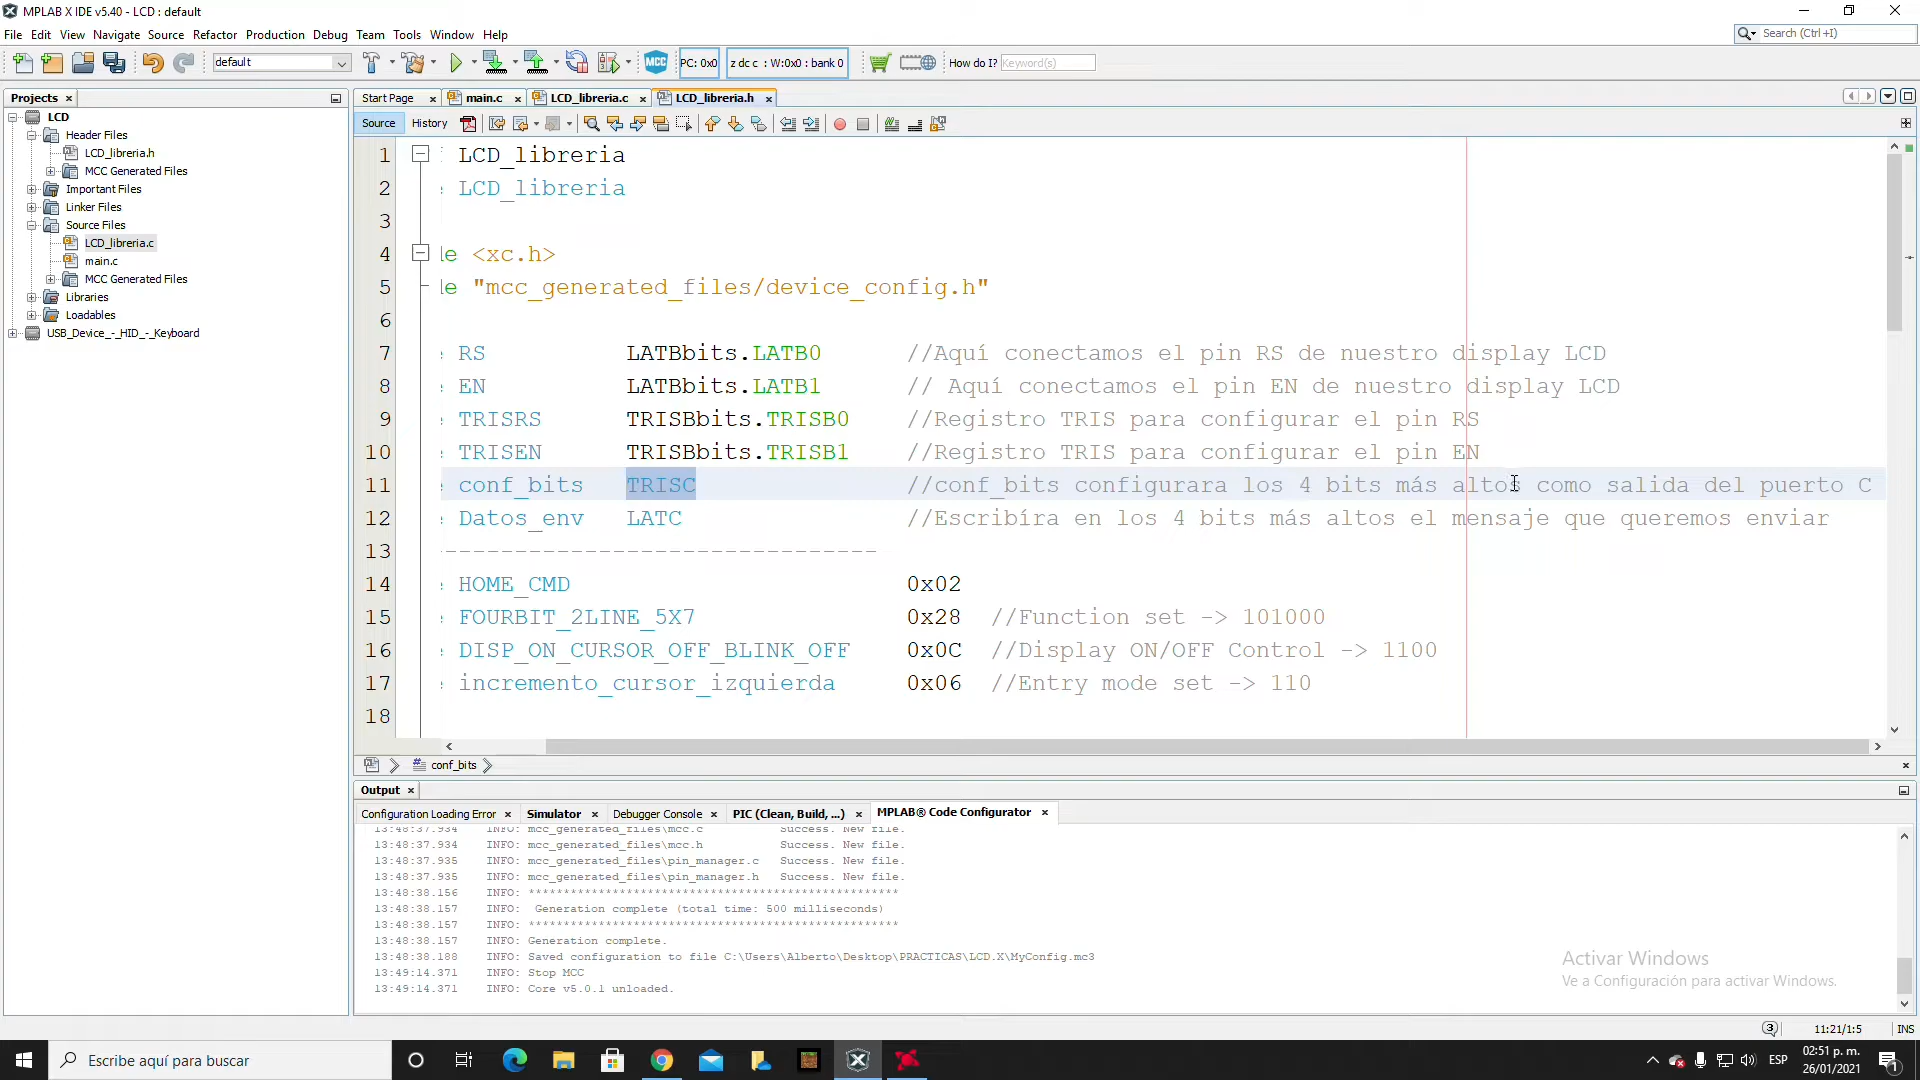 MPLAB X IDE v5.40 - LCD : default
File Edit View Navigate Source Refactor Production Debug Team Tools Window Help
Search (Ctrl+I)
default
MCC
PC: 0x0
z dc c : W:0x0 : bank 0
How do I?
Keyword(s)
Projects
LCD
Header Files
LCD_libreria.h
MCC Generated Files
Important Files
Linker Files
Source Files
LCD_libreria.c
main.c
MCC Generated Files
Libraries
Loadables
USB_Device_-_HID_-_Keyboard
Start Page main.c LCD_libreria.c LCD_libreria.h
Source History
1 LCD_libreria
2 LCD_libreria
3
4 le <xc.h>
5 le "mcc_generated_files/device_config.h"
6
7 RS LATBbits.LATB0 //Aquí conectamos el pin RS de nuestro display LCD
8 EN LATBbits.LATB1 // Aquí conectamos el pin EN de nuestro display LCD
9 TRISRS TRISBbits.TRISB0 //Registro TRIS para configurar el pin RS
10 TRISEN TRISBbits.TRISB1 //Registro TRIS para configurar el pin EN
11 conf_bits TRISC //conf_bits configurara los 4 bits más altos como salida del puerto C
12 Datos_env LATC //Escribíra en los 4 bits más altos el mensaje que queremos enviar
13 -------------------------------
14 HOME_CMD 0x02
15 FOURBIT_2LINE_5X7 0x28 //Function set -> 101000
16 DISP_ON_CURSOR_OFF_BLINK_OFF 0x0C //Display ON/OFF Control -> 1100
17 incremento_cursor_izquierda 0x06 //Entry mode set -> 110
18
conf_bits
Output
Configuration Loading Error Simulator Debugger Console PIC (Clean, Build, ...) MPLAB® Code Configurator
13:48:37.934 INFO: mcc_generated_files\mcc.c Success. New file.
13:48:37.934 INFO: mcc_generated_files\mcc.h Success. New file.
13:48:37.935 INFO: mcc_generated_files\pin_manager.c Success. New file.
13:48:37.935 INFO: mcc_generated_files\pin_manager.h Success. New file.
13:48:38.156 INFO: **************************************************
13:48:38.157 INFO: Generation complete (total time: 500 milliseconds)
13:48:38.157 INFO: **************************************************
13:48:38.157 INFO: Generation complete.
13:48:38.188 INFO: Saved configuration to file C:\Users\Alberto\Desktop\PRACTICAS\LCD.X\MyConfig.mc3
13:49:14.371 INFO: Stop MCC
13:49:14.371 INFO: Core v5.0.1 unloaded.
Activar Windows
Ve a Configuración para activar Windows.
3 11:21/1:5 INS
Escribe aquí para buscar
ESP
02:51 p. m.
26/01/2021
1